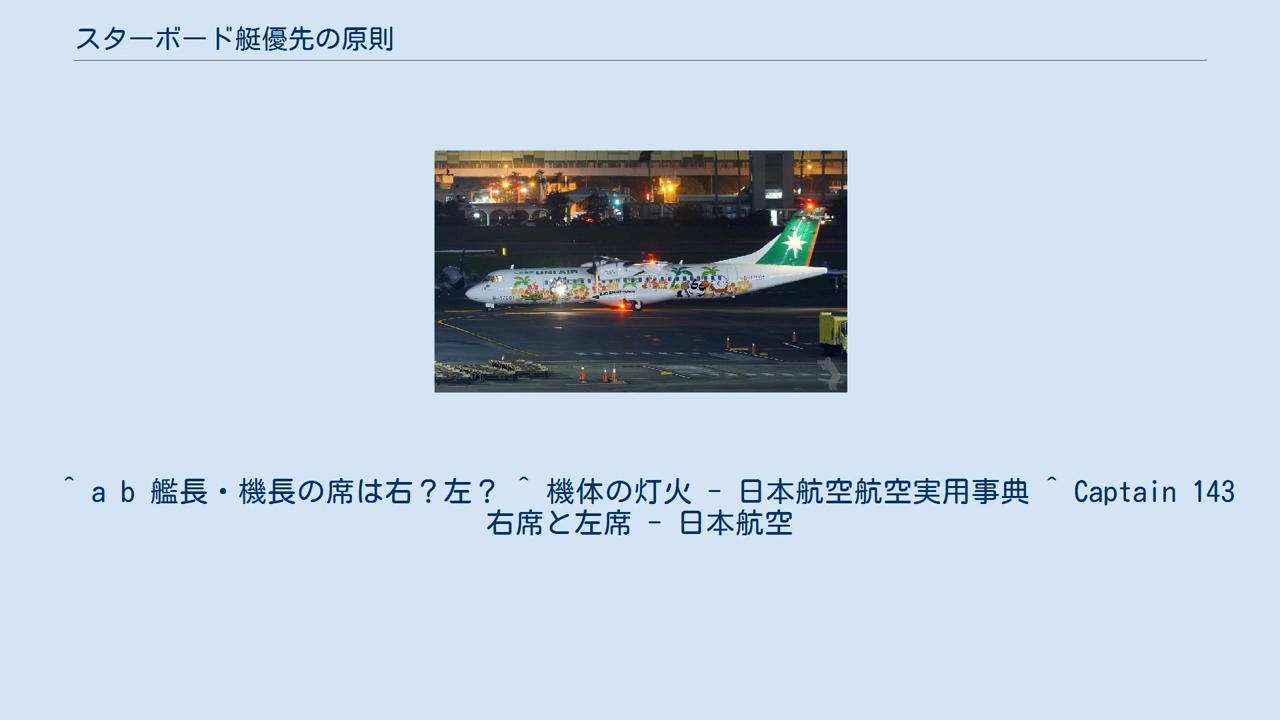 スターボード艇優先の原則
UNI AIR
^ a b 艦長・機長の席は右？左？ ^ 機体の灯火 - 日本航空航空実用事典 ^ Captain 143
右席と左席 - 日本航空